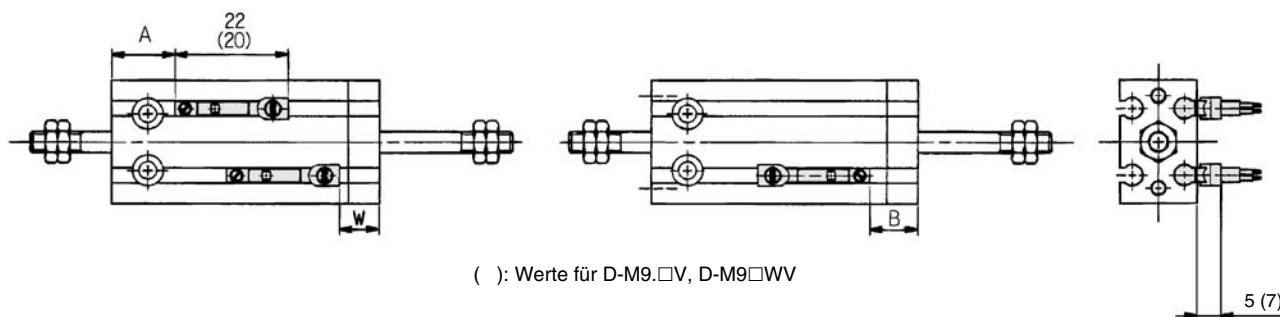 A
22
(20)
W
B
5 (7)
( ): Werte für D-M9.□V, D-M9□WV